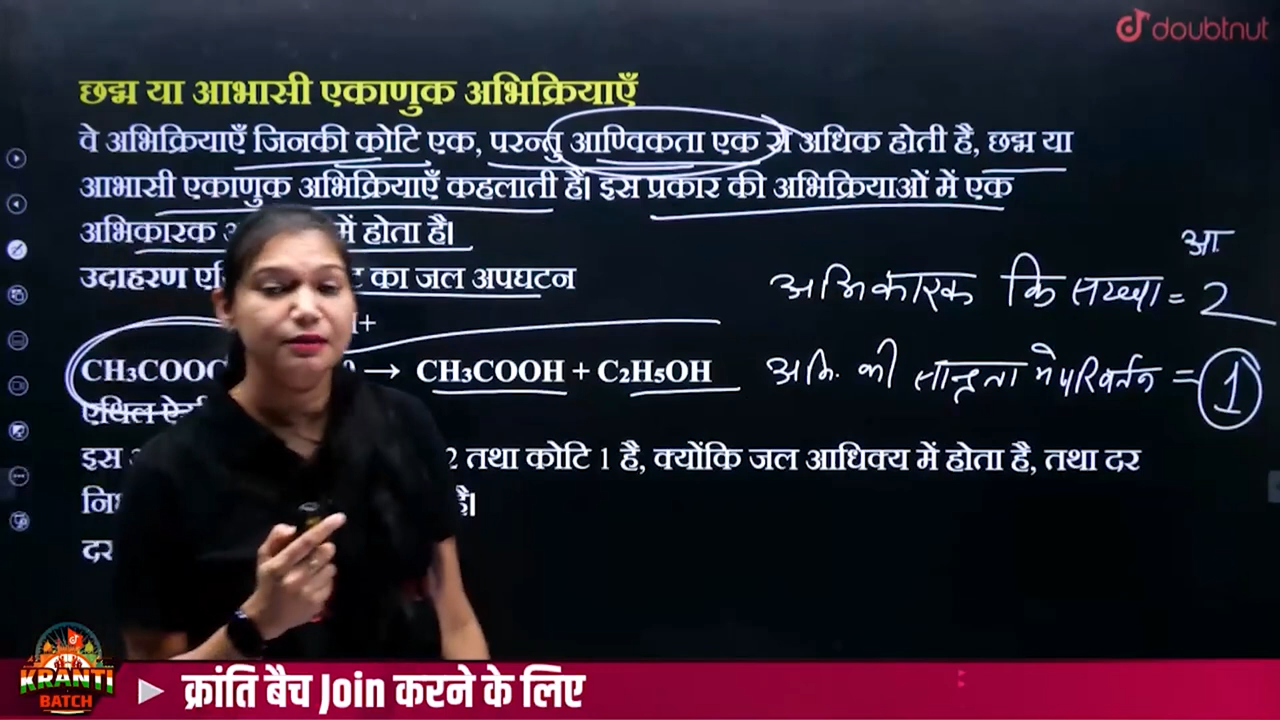 doubtnut
छद्म या आभासी एकाणुक अभिक्रियाएँ
वे अभिक्रियाएँ जिनकी कोटि एक, परन्तु आण्विकता एक से अधिक होती है, छद्म या
आभासी एकाणुक अभिक्रियाएँ कहलाती हैं। इस प्रकार की अभिक्रियाओं में एक
अभिकारक में होता है।
उदाहरण का जल अपघटन
आ.
अभिकारक कि संख्या = 2
→ CH₃COOH + C₂H₅OH
अभि. की सान्द्रता मे परिवर्तन = 1
एथिल
इस 2 तथा कोटि 1 है, क्योंकि जल आधिक्य में होता है, तथा दर
है।
KRANTI
BATCH
क्रांति बैच Join करने के लिए